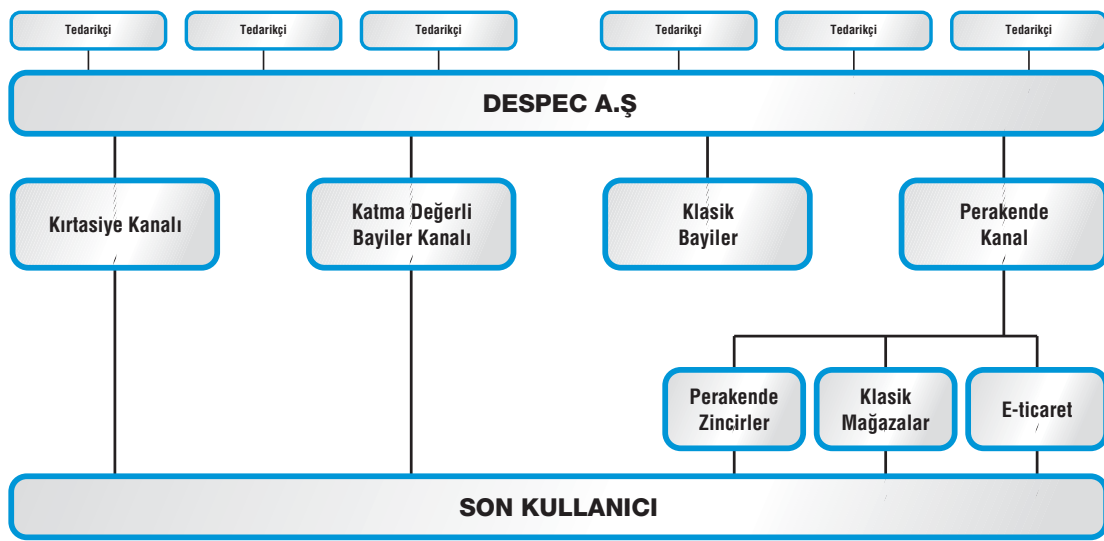 Tedarikçi
Tedarikçi
Tedarikçi
Tedarikçi
Tedarikçi
Tedarikçi
DESPEC A.Ş
Kırtasiye Kanalı
Katma Değerli
Bayiler Kanalı
Klasik
Bayiler
Perakende
Kanal
Perakende
Zincirler
Klasik
Mağazalar
E-ticaret
SON KULLANICI